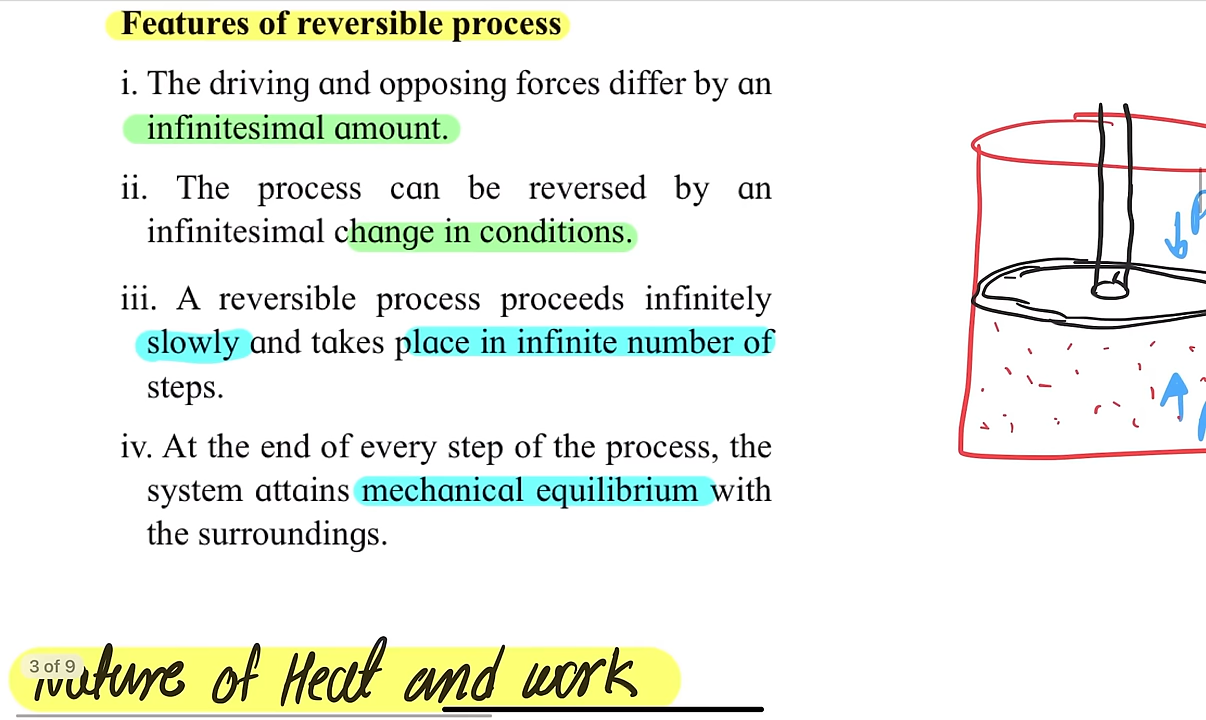 Features of reversible process
i. The driving and opposing forces differ by an
infinitesimal amount.
ii. The process can be reversed by an
infinitesimal change in conditions.
iii. A reversible process proceeds infinitely
slowly and takes place in infinite number of
steps.
iv. At the end of every step of the process, the
system attains mechanical equilibrium with
the surroundings.
3 of 9
Nature of Heat and work